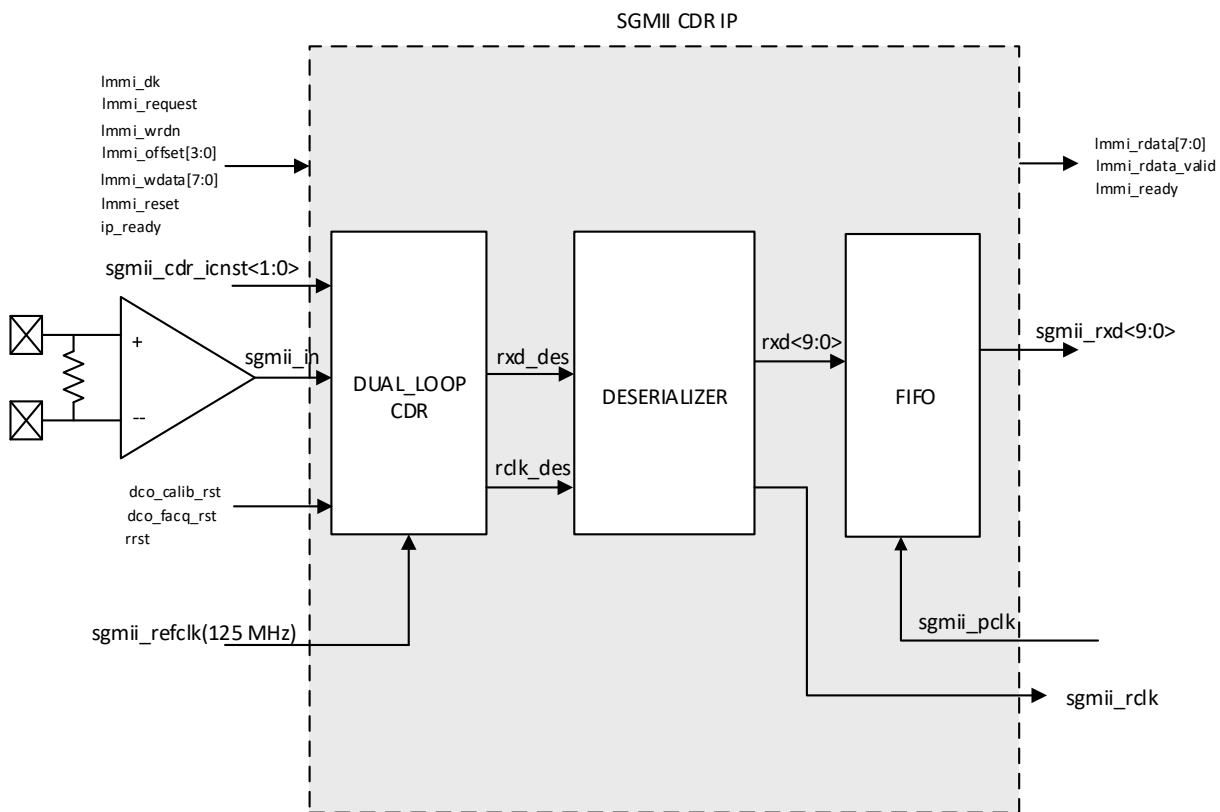 SGMII CDR IP
lmmi_dk
lmmi_request
lmmi_wrdn
lmmi_offset[3:0]
lmmi_wdata[7:0]
lmmi_reset
ip_ready
lmmi_rdata[7:0]
lmmi_rdata_valid
lmmi_ready
sgmii_cdr_icnst<1:0>
+
--
sgmii_in
DUAL_LOOP
CDR
rxd_des
rclk_des
DESERIALIZER
rxd<9:0>
FIFO
sgmii_rxd<9:0>
dco_calib_rst
dco_facq_rst
rrst
sgmii_refclk(125 MHz)
sgmii_pclk
sgmii_rclk